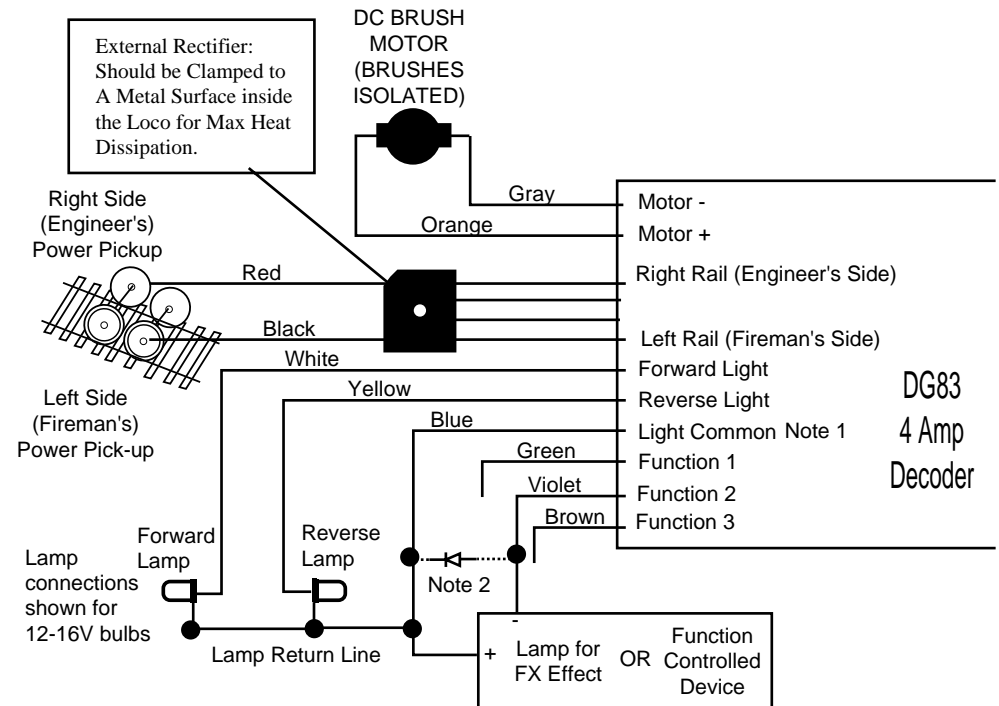 DC BRUSH
MOTOR
(BRUSHES
ISOLATED)
External Rectifier:
Should be Clamped to
A Metal Surface inside
the Loco for Max Heat
Dissipation.
Right Side
(Engineer's)
Power Pickup
Gray
Orange
Red
Black
White
Yellow
Blue
Green
Violet
Brown
Motor -
Motor +
Right Rail (Engineer's Side)
Left Rail (Fireman's Side)
Forward Light
Reverse Light
Light Common Note 1
Function 1
Function 2
Function 3
DG83
4 Amp
Decoder
Left Side
(Fireman's)
Power Pick-up
Forward
Lamp
Reverse
Lamp
Lamp
connections
shown for
12-16V bulbs
Note 2
Lamp Return Line
-
+
Lamp for
FX Effect
OR
Function
Controlled
Device